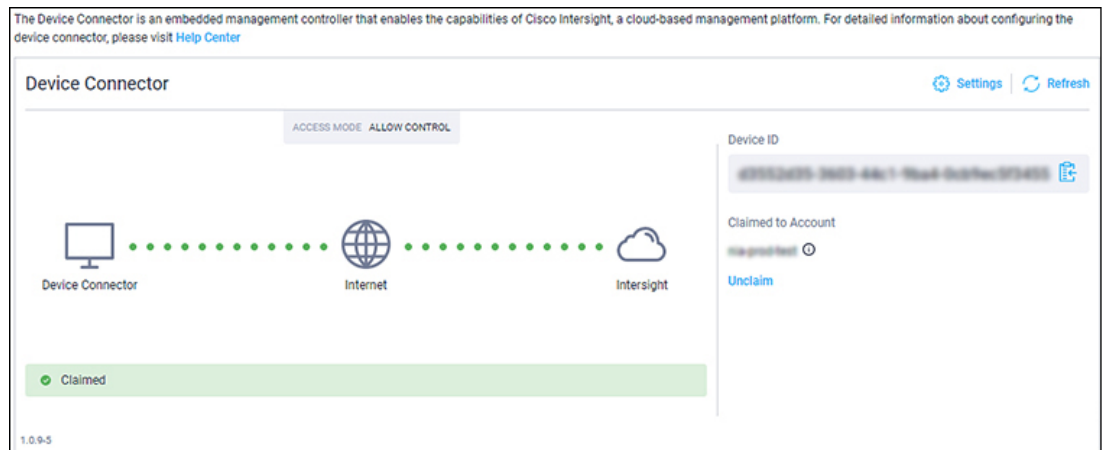 The Device Connector is an embedded management controller that enables the capabilities of Cisco Intersight, a cloud-based management platform. For detailed information about configuring the
device connector, please visit Help Center
Device Connector
Settings
Refresh
ACCESS MODE ALLOW CONTROL
Device ID
Claimed to Account
Unclaim
Device Connector
Internet
Intersight
Claimed
1.0.9-5